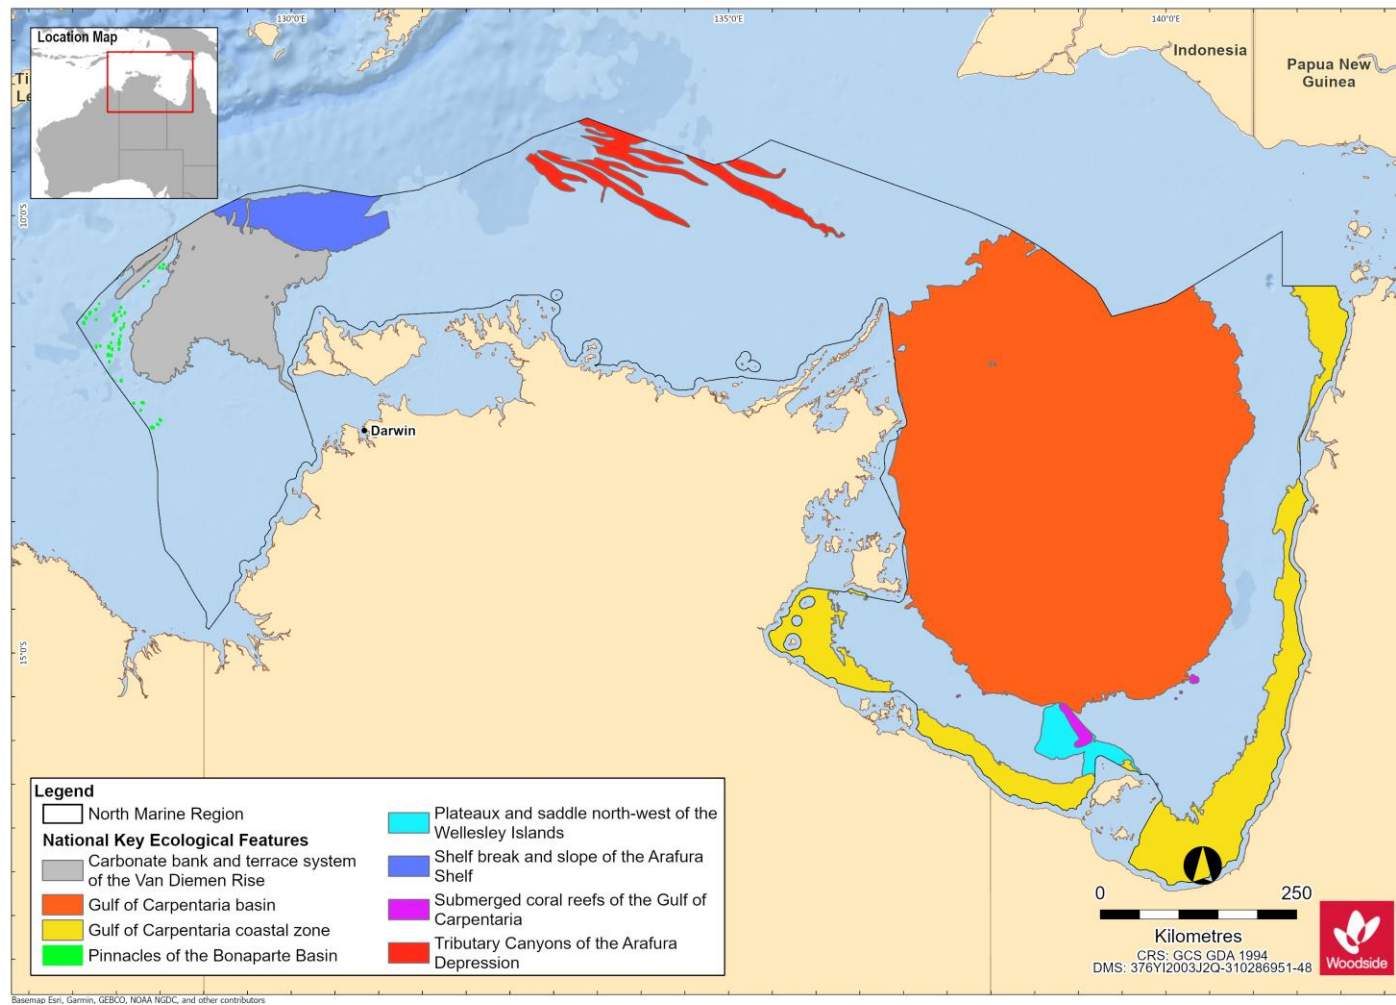 130°0'E
135°0'E
140°0'E
Location Map
Ti
Le
Indonesia
Papua New
Guinea
10°0'S
Darwin
15°0'S
Legend
North Marine Region
National Key Ecological Features
Carbonate bank and terrace system
of the Van Diemen Rise
Gulf of Carpentaria basin
Gulf of Carpentaria coastal zone
Pinnacles of the Bonaparte Basin
Plateaux and saddle north-west of the
Wellesley Islands
Shelf break and slope of the Arafura
Shelf
Submerged coral reefs of the Gulf of
Carpentaria
Tributary Canyons of the Arafura
Depression
0 250
Kilometres
CRS: GCS GDA 1994
DMS: 376YI2003J2Q-310286951-48
Woodside
Basemap Esri, Garmin, GEBCO, NOAA NGDC, and other contributors